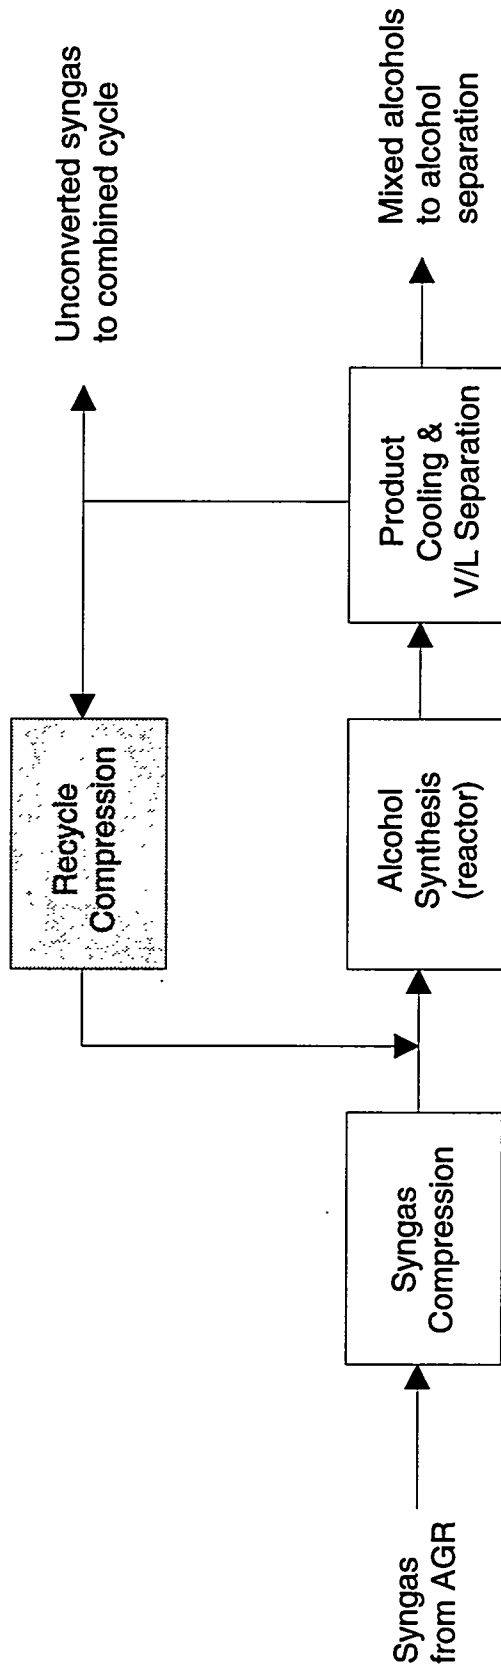 Unconverted syngas
to combined cycle
Recycle
Compression
Syngas
from AGR
Syngas
Compression
Alcohol
Synthesis
(reactor)
Product
Cooling &
V/L Separation
Mixed alcohols
to alcohol
separation